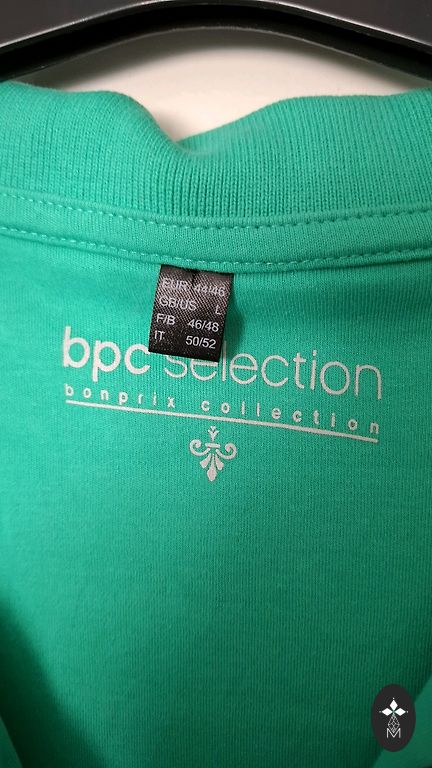 EUR 44/46
GB/US L
F/B 46/48
IT 50/52
bpc selection
bonprix collection
M